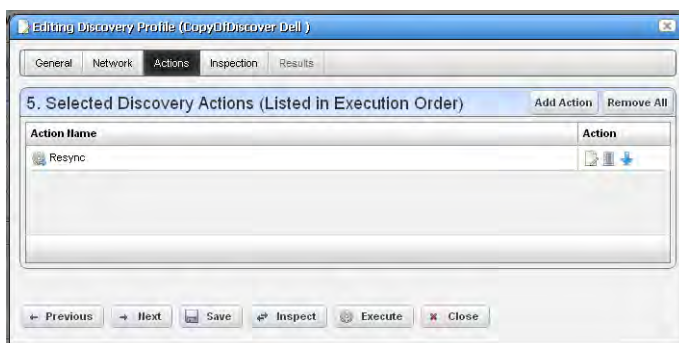 Editing Discovery Profile (CopyOfDiscover Dell )
General Network Actions Inspection Results
5. Selected Discovery Actions (Listed in Execution Order) Add Action Remove All
Action Name Action
Resync
Previous Next Save Inspect Execute Close